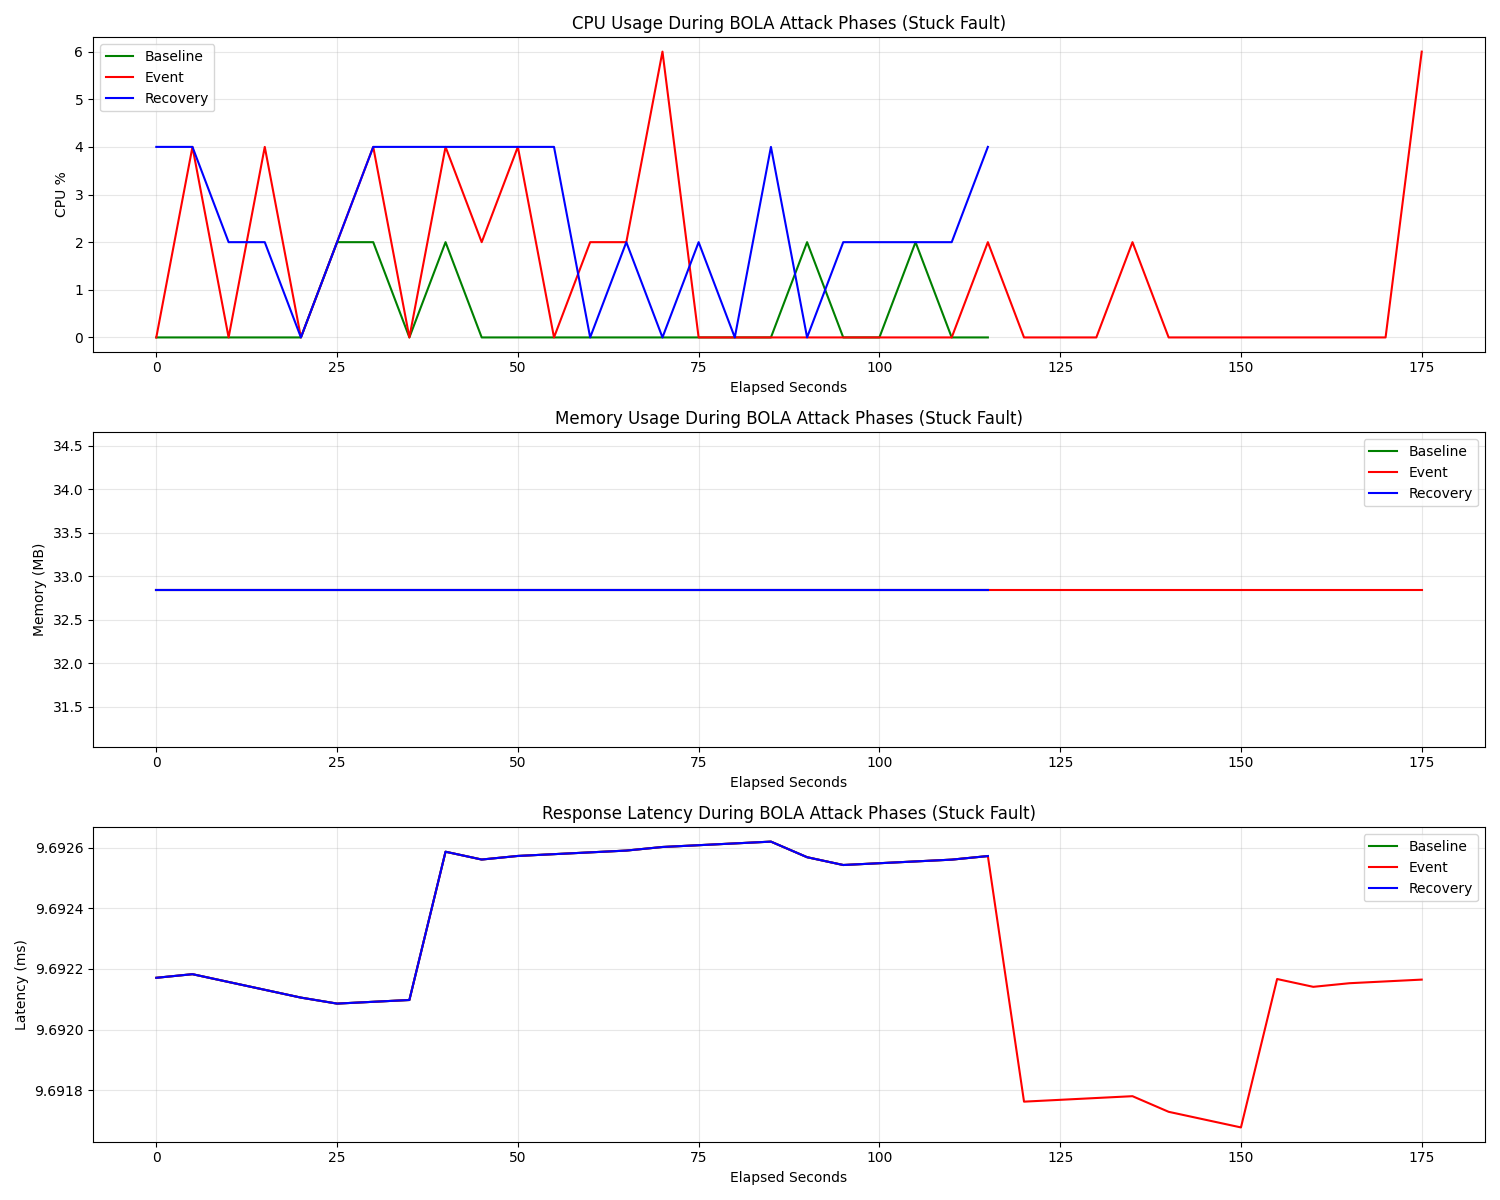 CPU Usage During BOLA Attack Phases (Stuck Fault)
6
5
4
3
2
1
0
CPU %
Baseline
Event
Recovery
0 25 50 75 100 125 150 175
Elapsed Seconds
Memory Usage During BOLA Attack Phases (Stuck Fault)
34.5
34.0
33.5
33.0
32.5
32.0
31.5
Memory (MB)
Baseline
Event
Recovery
0 25 50 75 100 125 150 175
Elapsed Seconds
Response Latency During BOLA Attack Phases (Stuck Fault)
9.6926
9.6924
9.6922
9.6920
9.6918
Latency (ms)
Baseline
Event
Recovery
0 25 50 75 100 125 150 175
Elapsed Seconds